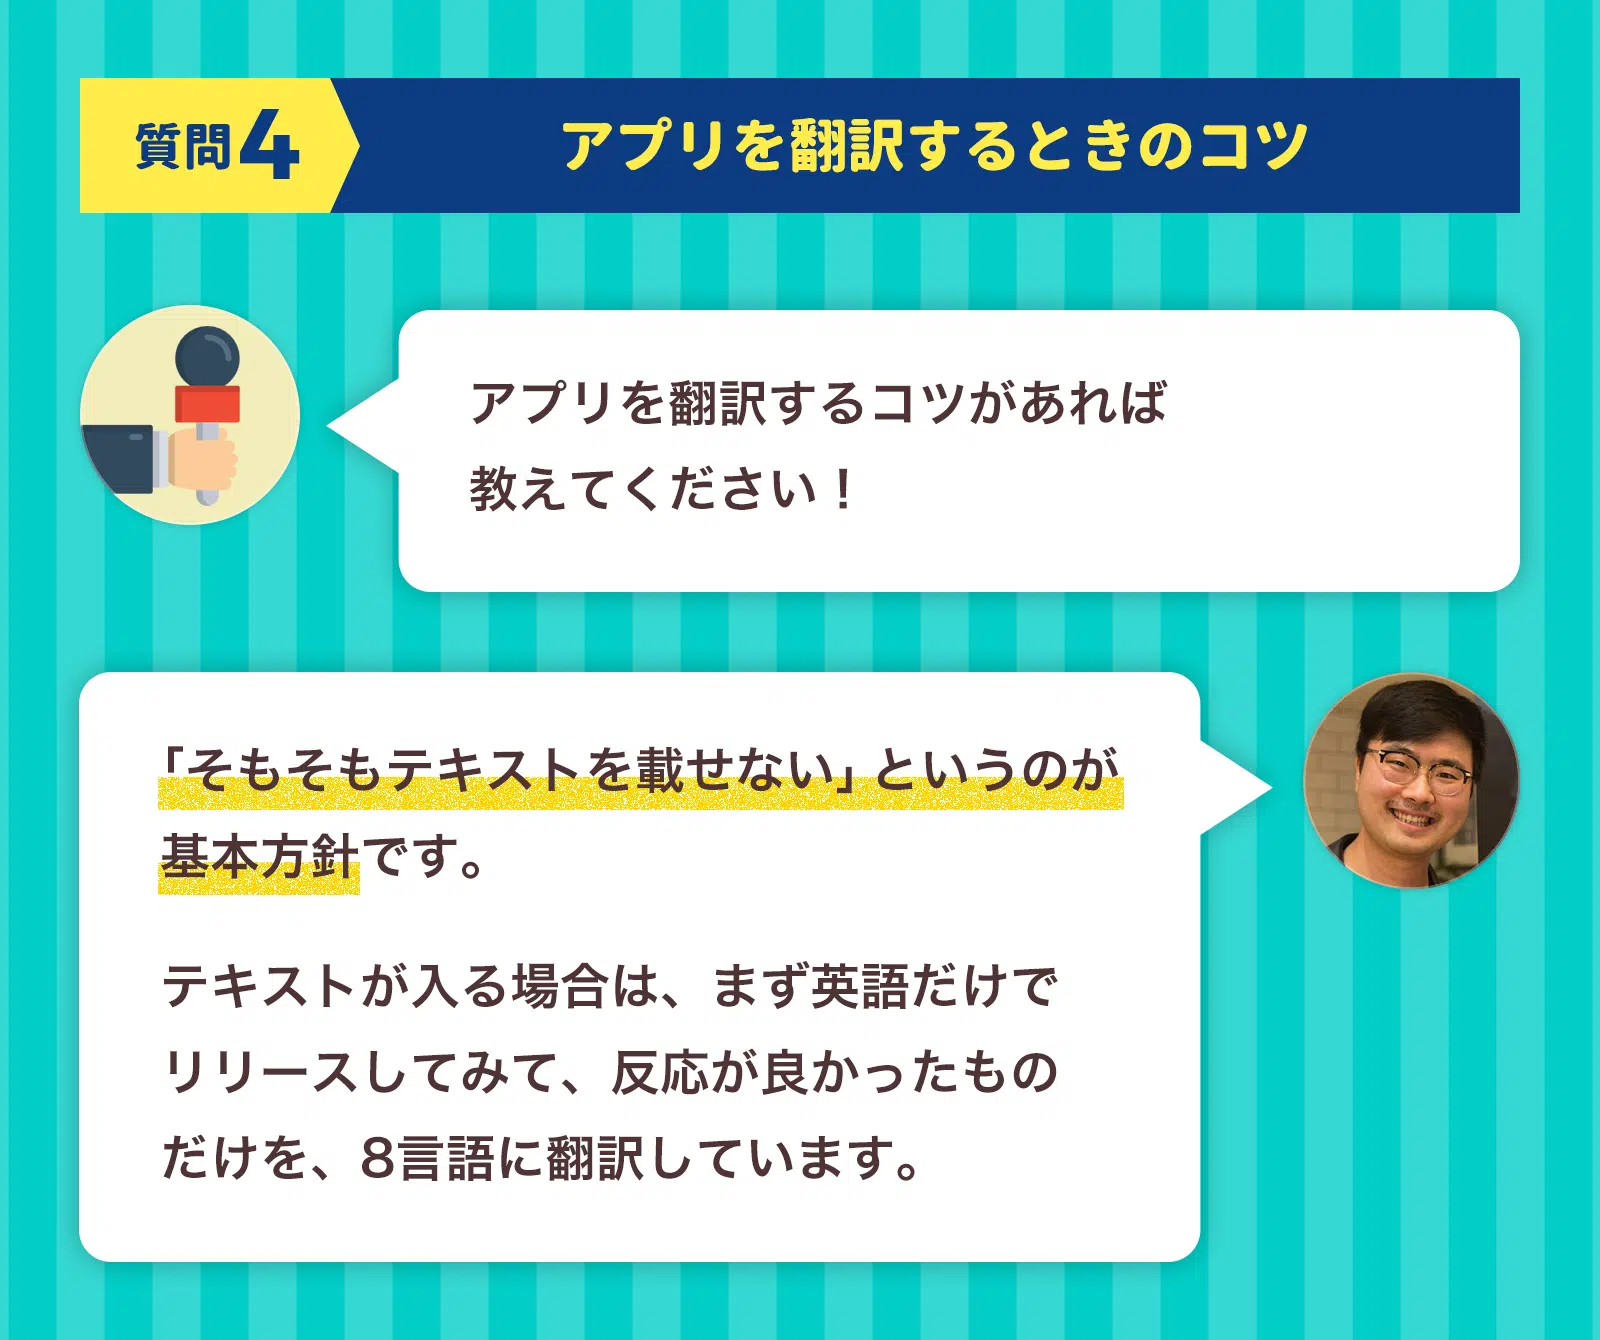 質問4
アプリを翻訳するときのコツ
アプリを翻訳するコツがあれば
教えてください！
「そもそもテキストを載せない」というのが
基本方針です。
テキストが入る場合は、まず英語だけで
リリースしてみて、反応が良かったもの
だけを、8言語に翻訳しています。